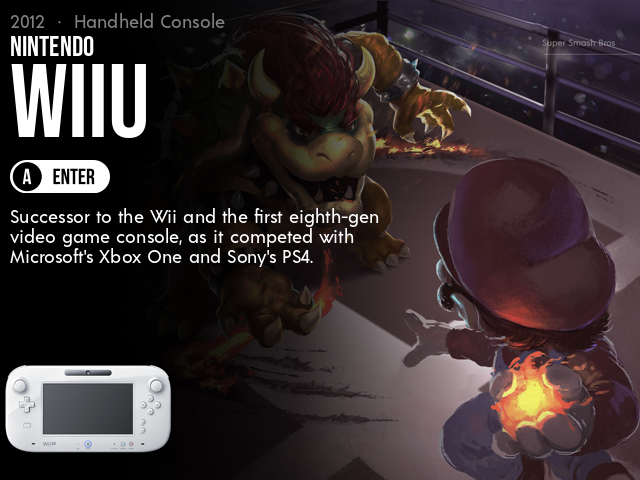 2012 · Handheld Console
NINTENDO
WIIU
A ENTER
Super Smash Bros
Successor to the Wii and the first eighth-gen
video game console, as it competed with
Microsoft's Xbox One and Sony's PS4.